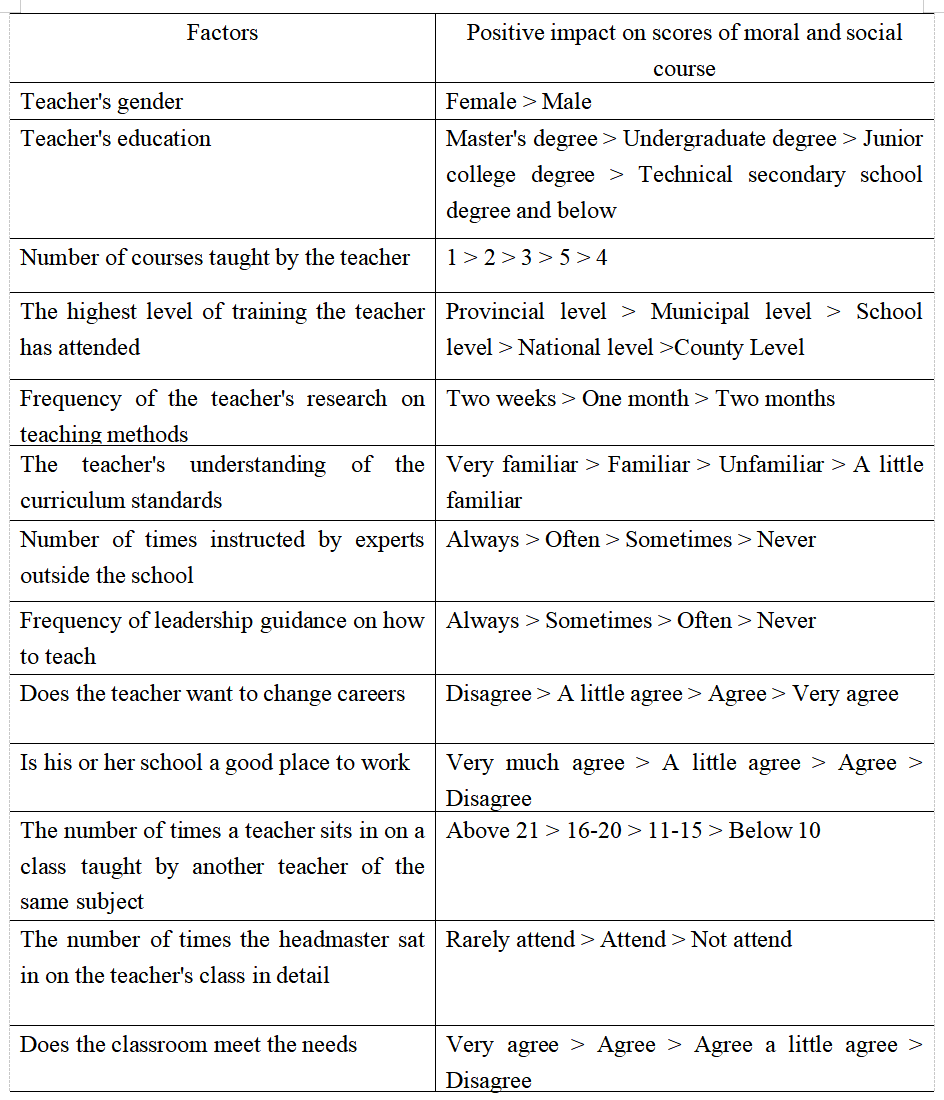 Factors
Positive impact on scores of moral and social
course
Teacher's gender
Female > Male
Teacher's education
Master's degree > Undergraduate degree > Junior
college degree > Technical secondary school
degree and below
Number of courses taught by the teacher
1 > 2 > 3 > 5 > 4
The highest level of training the teacher
has attended
Provincial level > Municipal level > School
level > National level >County Level
Frequency of the teacher's research on
teaching methods
Two weeks > One month > Two months
The teacher's understanding of the
curriculum standards
Very familiar > Familiar > Unfamiliar > A little
familiar
Number of times instructed by experts
outside the school
Always > Often > Sometimes > Never
Frequency of leadership guidance on how
to teach
Always > Sometimes > Often > Never
Does the teacher want to change careers
Disagree > A little agree > Agree > Very agree
Is his or her school a good place to work
Very much agree > A little agree > Agree >
Disagree
The number of times a teacher sits in on a
class taught by another teacher of the
same subject
Above 21 > 16-20 > 11-15 > Below 10
The number of times the headmaster sat
in on the teacher's class in detail
Rarely attend > Attend > Not attend
Does the classroom meet the needs
Very agree > Agree > Agree a little agree >
Disagree